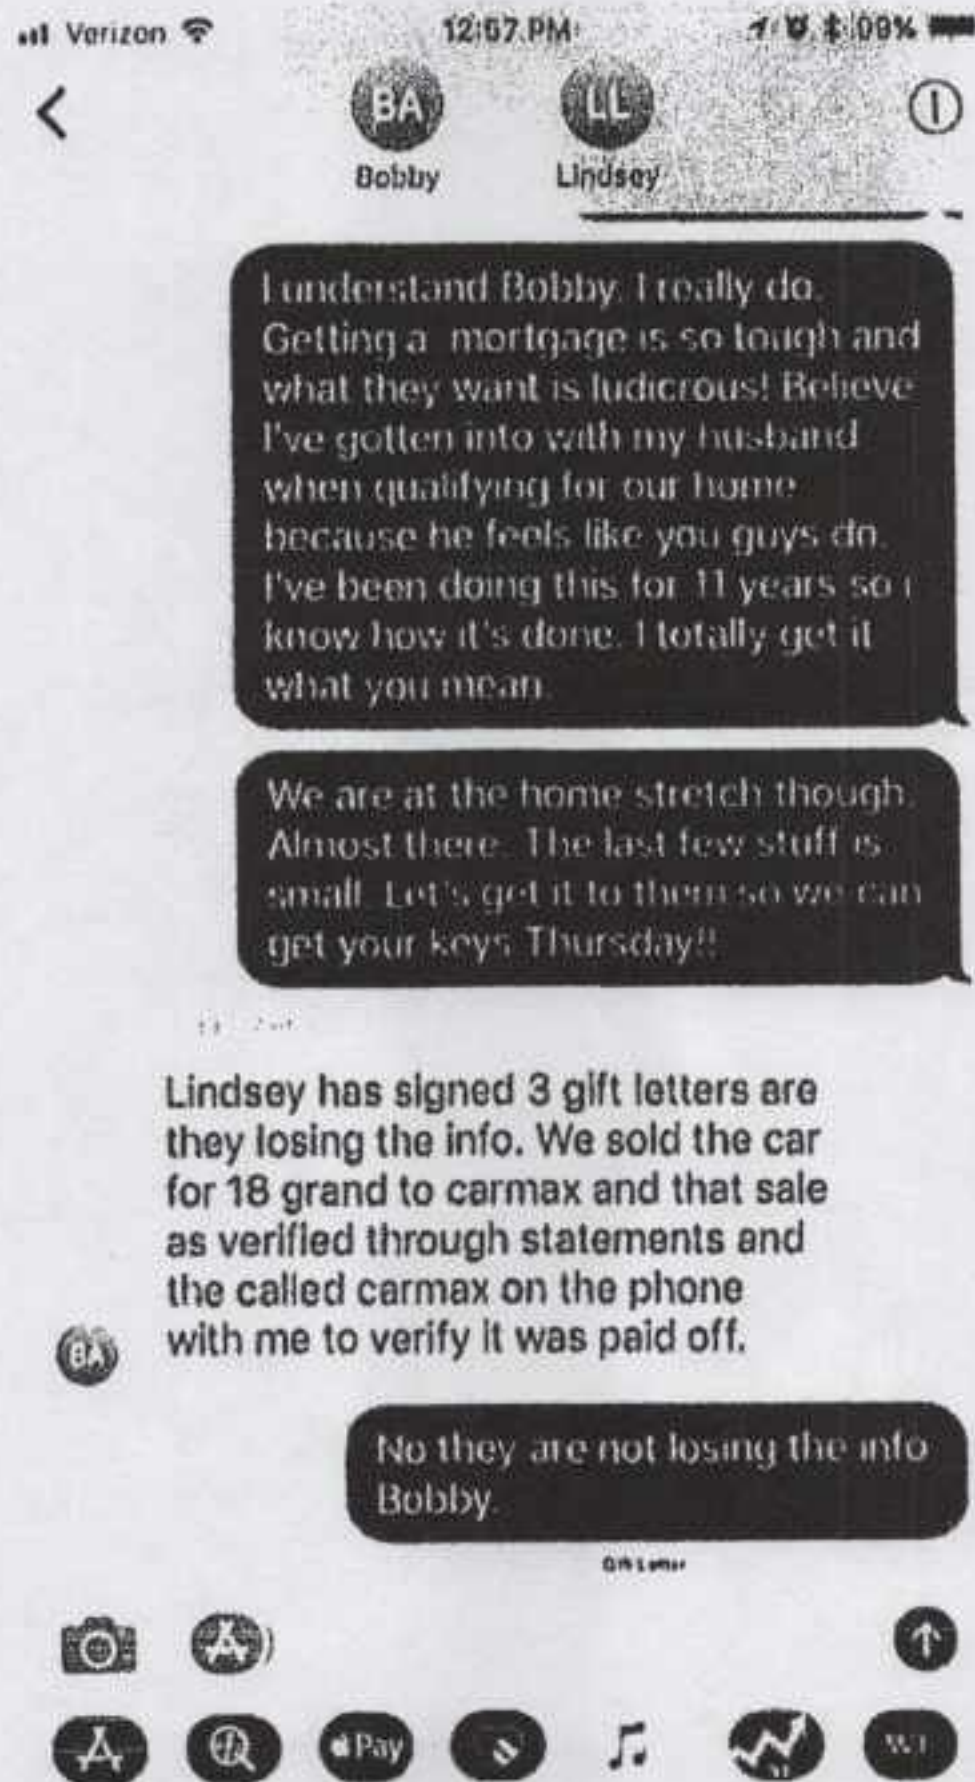 Verizon 12:57 PM 99%
BA LL
Bobby Lindsey
I understand Bobby. I really do.
Getting a mortgage is so tough and
what they want is ludicrous! Believe
I've gotten into with my husband
when qualifying for our home
because he feels like you guys do.
I've been doing this for 11 years so i
know how it's done. I totally get it
what you mean.
We are at the home stretch though.
Almost there. The last few stuff is
small. Let's get it to them so we can
get your keys Thursday!!
Lindsey has signed 3 gift letters are
they losing the info. We sold the car
for 18 grand to carmax and that sale
as verified through statements and
the called carmax on the phone
with me to verify it was paid off.
BA
No they are not losing the info
Bobby.
Gift Letter
Pay